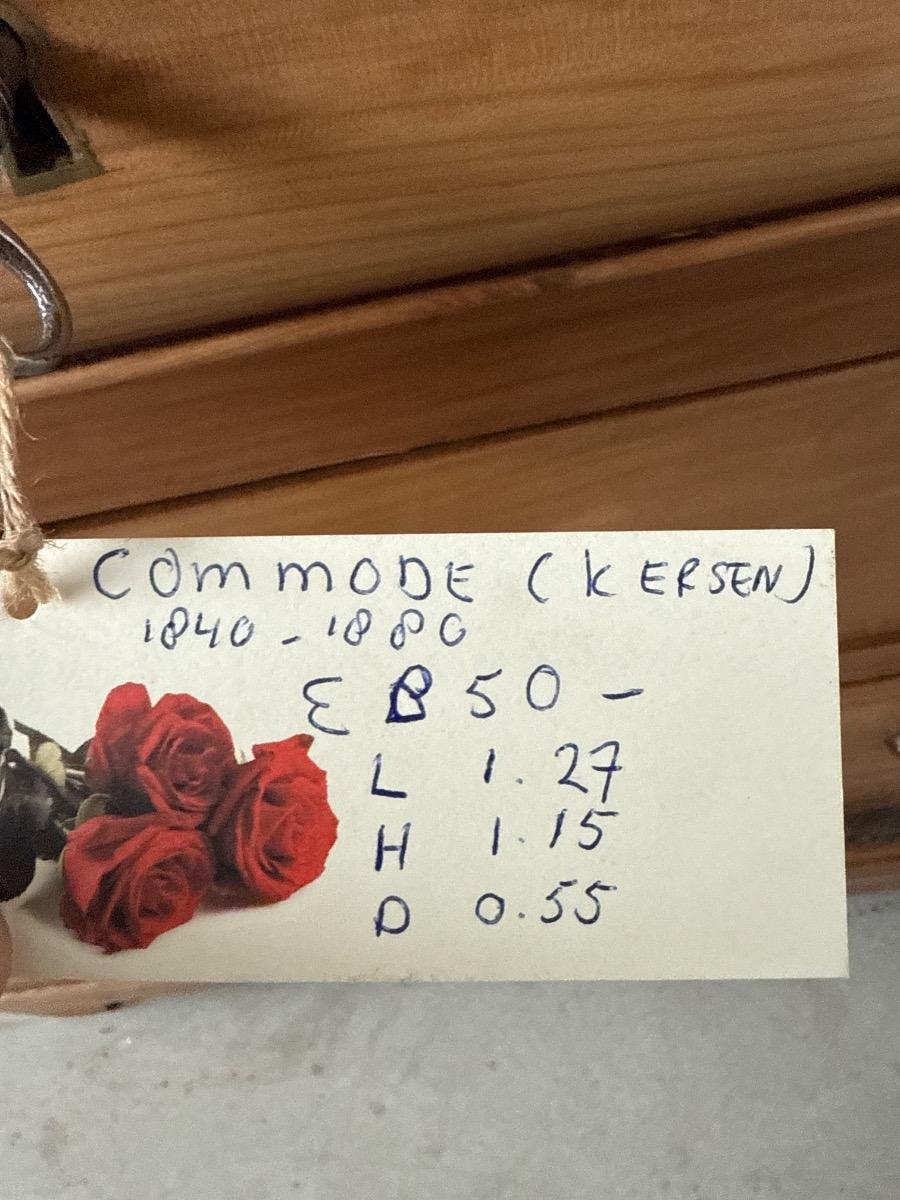 COMMODE (KERSEN)
1840 - 1880
€ 850 -
L 1.27
H 1.15
D 0.55